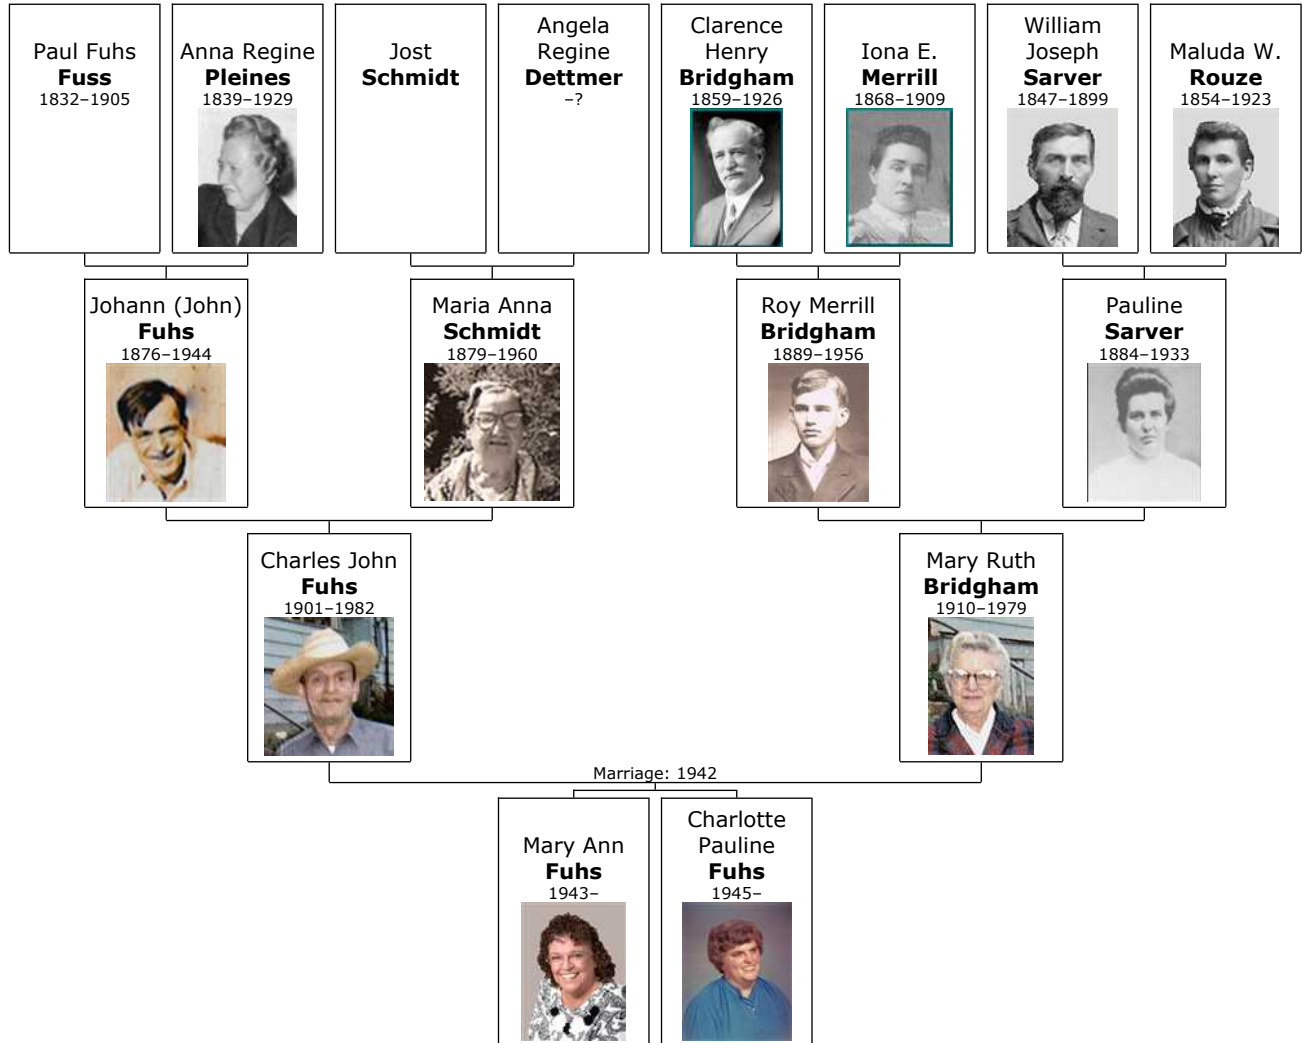 Paul Fuhs
Fuss
1832–1905
Anna Regine
Pleines
1839–1929
Jost
Schmidt
Angela
Regine
Dettmer
–?
Clarence
Henry
Bridgham
1859–1926
Iona E.
Merrill
1868–1909
William
Joseph
Sarver
1847–1899
Maluda W.
Rouze
1854–1923
Johann (John)
Fuhs
1876–1944
Maria Anna
Schmidt
1879–1960
Roy Merrill
Bridgham
1889–1956
Pauline
Sarver
1884–1933
Charles John
Fuhs
1901–1982
Mary Ruth
Bridgham
1910–1979
Marriage: 1942
Mary Ann
Fuhs
1943–
Charlotte
Pauline
Fuhs
1945–